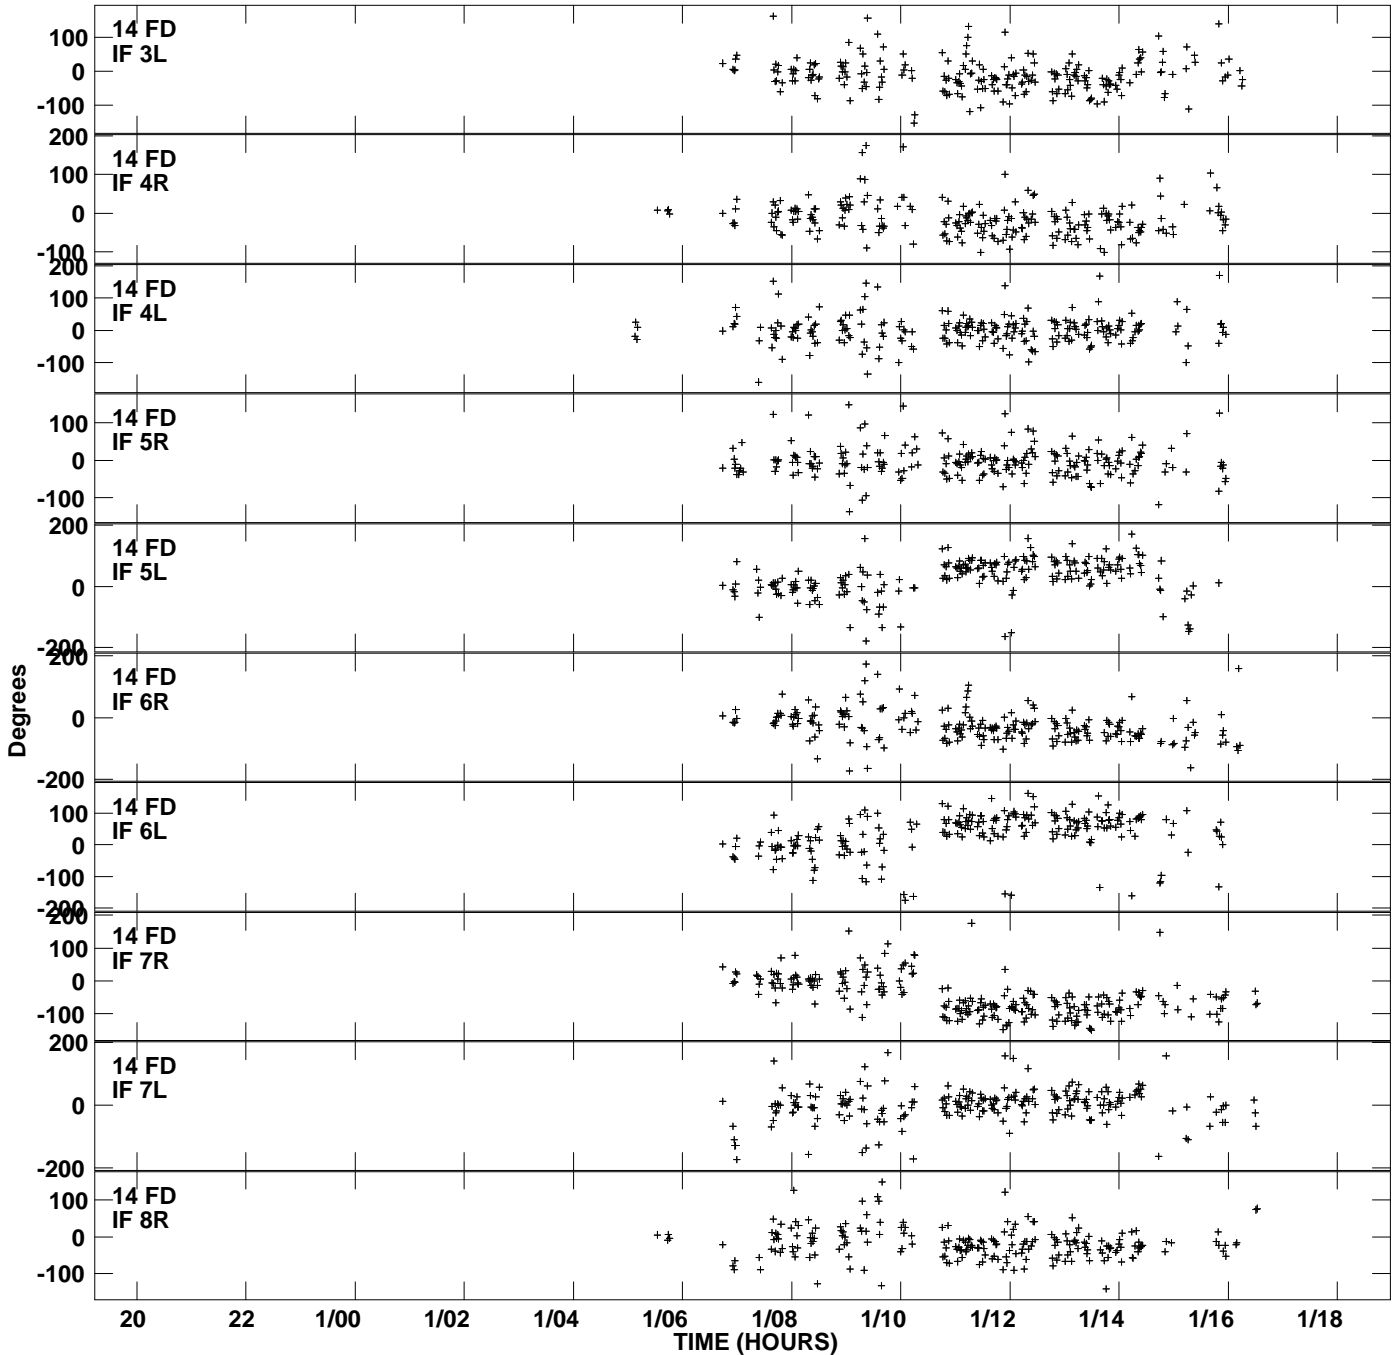 14 FD
IF 3L
100
0
-100
14 FD
IF 4R
200
100
0
-100
14 FD
IF 4L
200
100
0
-100
14 FD
IF 5R
100
0
-100
14 FD
IF 5L
200
0
-200
14 FD
IF 6R
200
0
-200
14 FD
IF 6L
100
0
-100
-200
14 FD
IF 7R
200
100
0
-100
14 FD
IF 7L
200
0
-200
14 FD
IF 8R
100
0
-100
Degrees
20 22 1/00 1/02 1/04 1/06 1/08 1/10 1/12 1/14 1/16 1/18
TIME (HOURS)